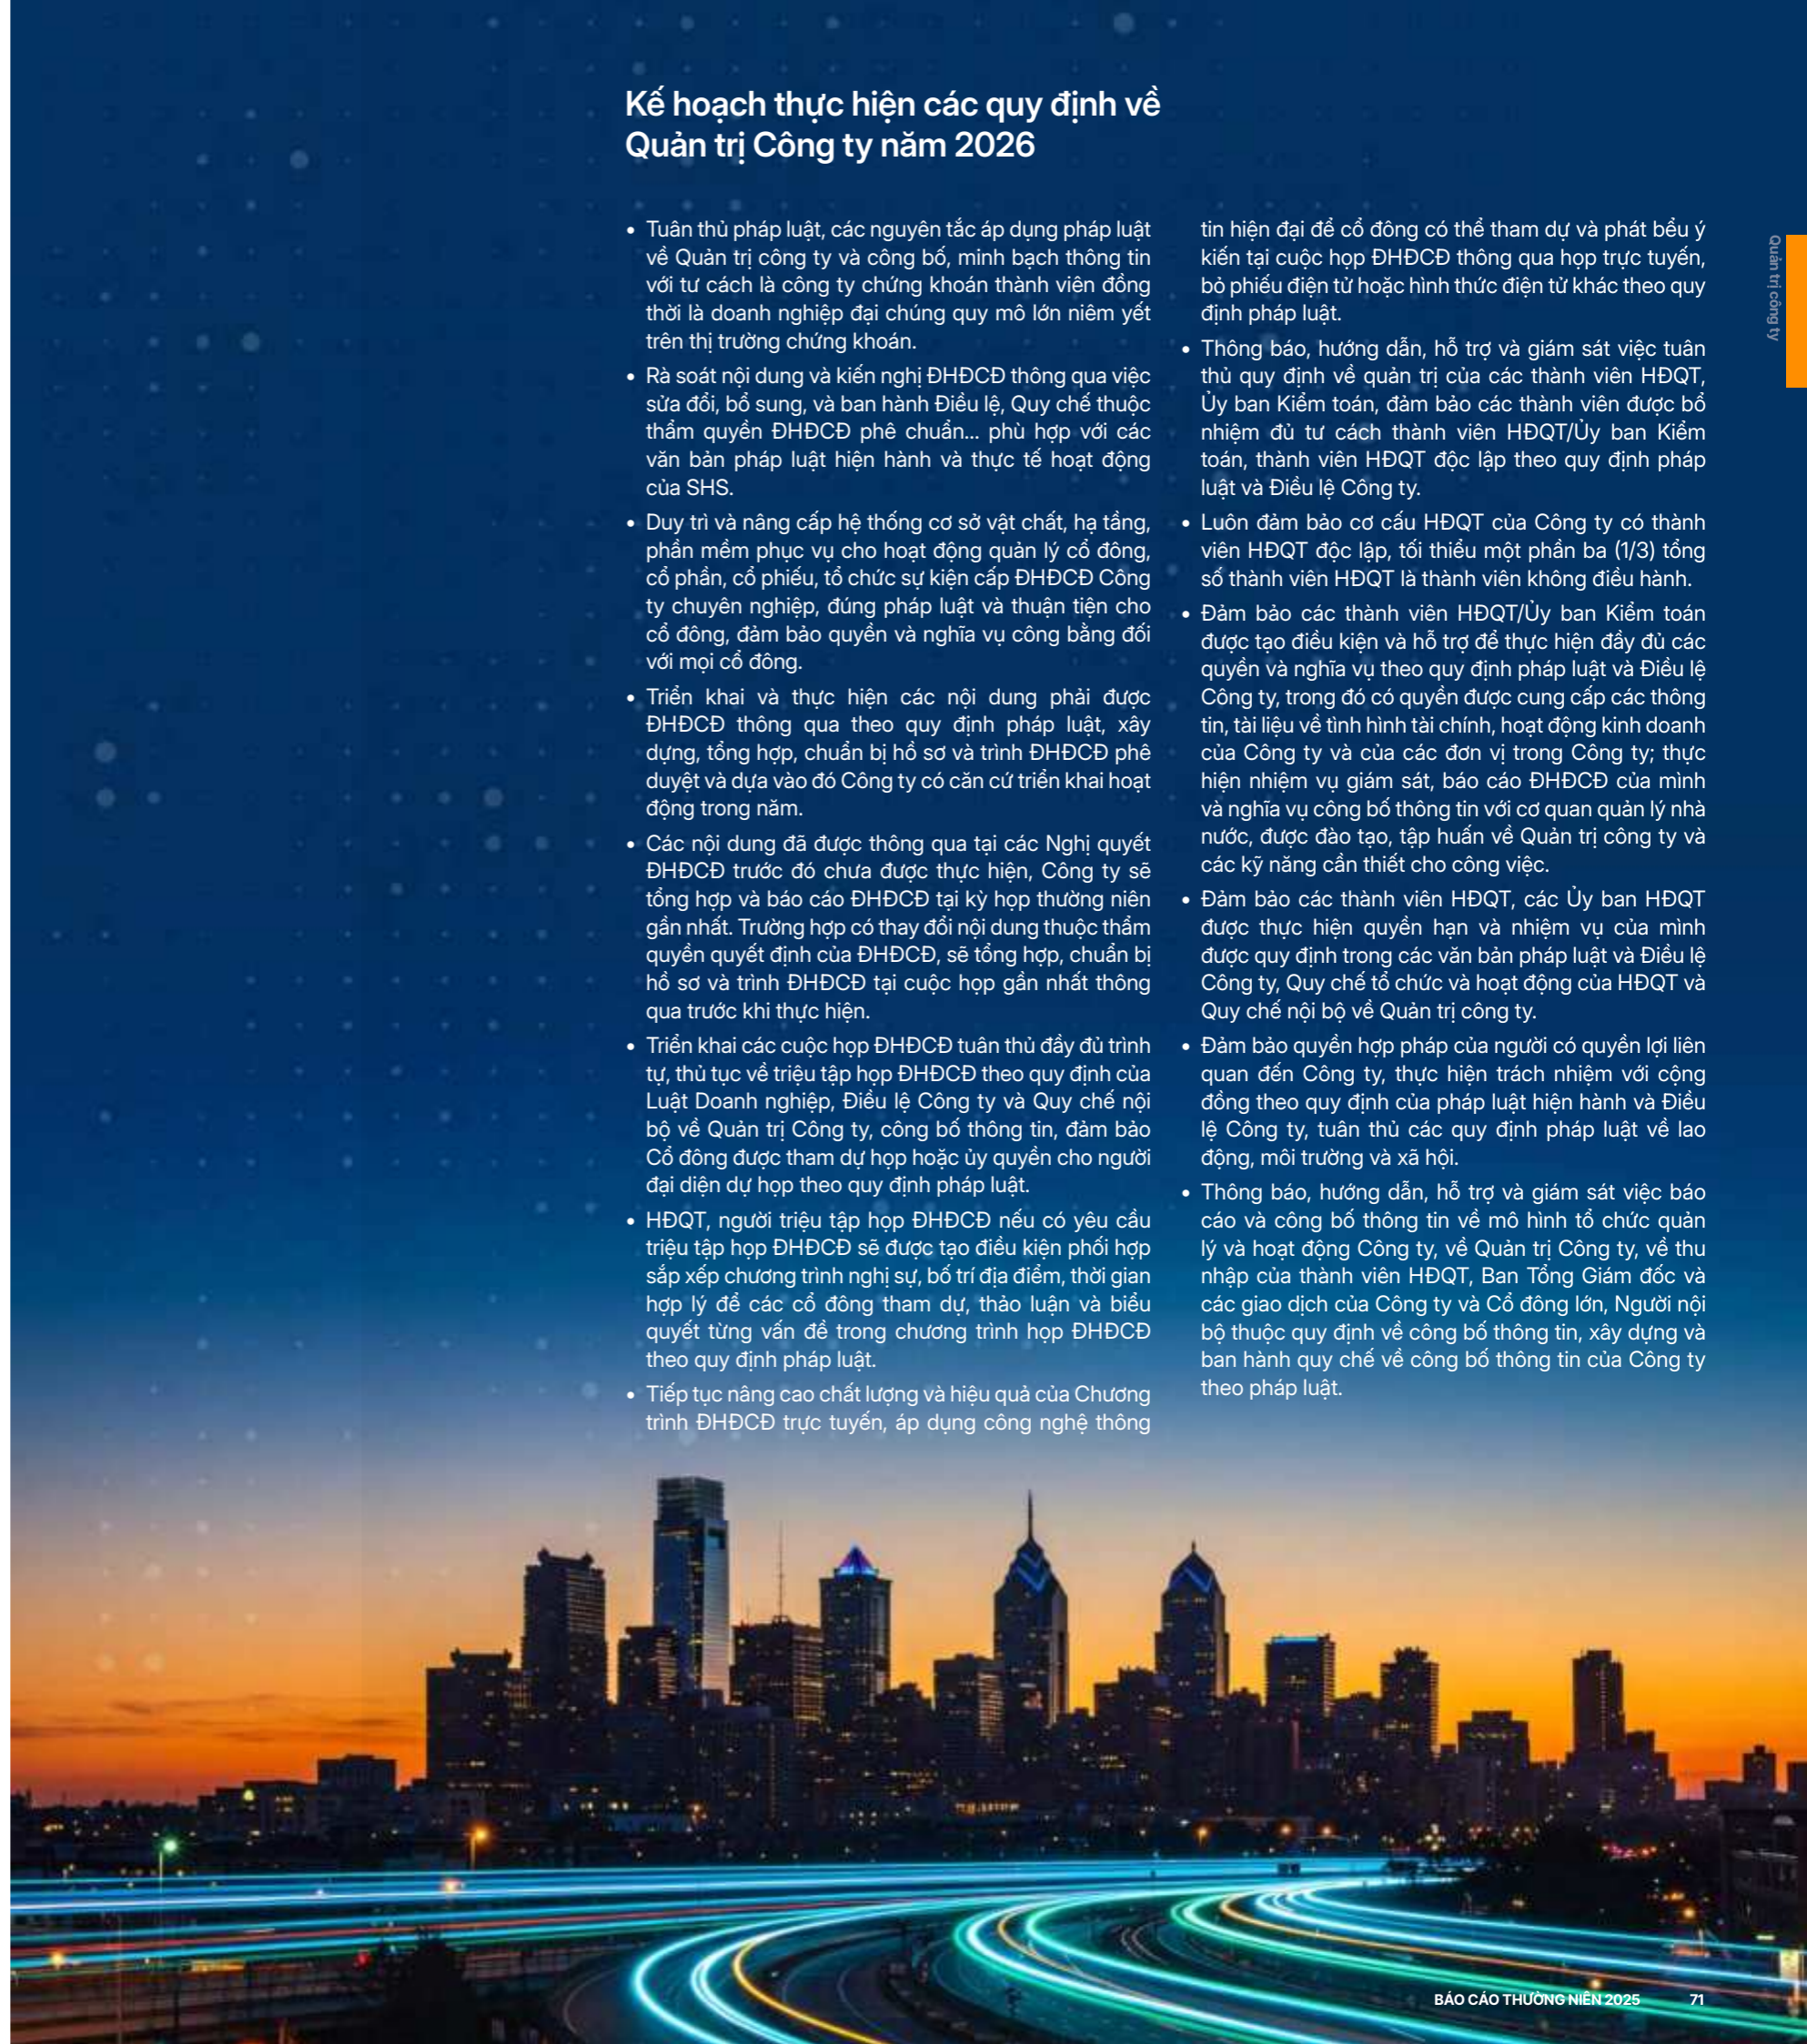 Kế hoạch thực hiện các quy định về
Quản trị Công ty năm 2026
• Tuân thủ pháp luật, các nguyên tắc áp dụng pháp luật
về Quản trị công ty và công bố, minh bạch thông tin
với tư cách là công ty chứng khoán thành viên đồng
thời là doanh nghiệp đại chúng quy mô lớn niêm yết
trên thị trường chứng khoán.
• Rà soát nội dung và kiến nghị ĐHĐCĐ thông qua việc
sửa đổi, bổ sung, và ban hành Điều lệ, Quy chế thuộc
thẩm quyền ĐHĐCĐ phê chuẩn... phù hợp với các
văn bản pháp luật hiện hành và thực tế hoạt động
của SHS.
• Duy trì và nâng cấp hệ thống cơ sở vật chất, hạ tầng,
phần mềm phục vụ cho hoạt động quản lý cổ đông,
cổ phần, cổ phiếu, tổ chức sự kiện cấp ĐHĐCĐ Công
ty chuyên nghiệp, đúng pháp luật và thuận tiện cho
cổ đông, đảm bảo quyền và nghĩa vụ công bằng đối
với mọi cổ đông.
• Triển khai và thực hiện các nội dung phải được
ĐHĐCĐ thông qua theo quy định pháp luật, xây
dựng, tổng hợp, chuẩn bị hồ sơ và trình ĐHĐCĐ phê
duyệt và dựa vào đó Công ty có căn cứ triển khai hoạt
động trong năm.
• Các nội dung đã được thông qua tại các Nghị quyết
ĐHĐCĐ trước đó chưa được thực hiện, Công ty sẽ
tổng hợp và báo cáo ĐHĐCĐ tại kỳ họp thường niên
gần nhất. Trường hợp có thay đổi nội dung thuộc thẩm
quyền quyết định của ĐHĐCĐ, sẽ tổng hợp, chuẩn bị
hồ sơ và trình ĐHĐCĐ tại cuộc họp gần nhất thông
qua trước khi thực hiện.
• Triển khai các cuộc họp ĐHĐCĐ tuân thủ đầy đủ trình
tự, thủ tục về triệu tập họp ĐHĐCĐ theo quy định của
Luật Doanh nghiệp, Điều lệ Công ty và Quy chế nội
bộ về Quản trị Công ty, công bố thông tin, đảm bảo
Cổ đông được tham dự họp hoặc ủy quyền cho người
đại diện dự họp theo quy định pháp luật.
• HĐQT, người triệu tập họp ĐHĐCĐ nếu có yêu cầu
triệu tập họp ĐHĐCĐ sẽ được tạo điều kiện phối hợp
sắp xếp chương trình nghị sự, bố trí địa điểm, thời gian
hợp lý để các cổ đông tham dự, thảo luận và biểu
quyết từng vấn đề trong chương trình họp ĐHĐCĐ
theo quy định pháp luật.
• Tiếp tục nâng cao chất lượng và hiệu quả của Chương
trình ĐHĐCĐ trực tuyến, áp dụng công nghệ thông
tin hiện đại để cổ đông có thể tham dự và phát bểu ý
kiến tại cuộc họp ĐHĐCĐ thông qua họp trực tuyến,
bỏ phiếu điện tử hoặc hình thức điện tử khác theo quy
định pháp luật.
• Thông báo, hướng dẫn, hỗ trợ và giám sát việc tuân
thủ quy định về quản trị của các thành viên HĐQT,
Ủy ban Kiểm toán, đảm bảo các thành viên được bổ
nhiệm đủ tư cách thành viên HĐQT/Ủy ban Kiểm
toán, thành viên HĐQT độc lập theo quy định pháp
luật và Điều lệ Công ty.
• Luôn đảm bảo cơ cấu HĐQT của Công ty có thành
viên HĐQT độc lập, tối thiểu một phần ba (1/3) tổng
số thành viên HĐQT là thành viên không điều hành.
• Đảm bảo các thành viên HĐQT/Ủy ban Kiểm toán
được tạo điều kiện và hỗ trợ để thực hiện đầy đủ các
quyền và nghĩa vụ theo quy định pháp luật và Điều lệ
Công ty, trong đó có quyền được cung cấp các thông
tin, tài liệu về tình hình tài chính, hoạt động kinh doanh
của Công ty và của các đơn vị trong Công ty; thực
hiện nhiệm vụ giám sát, báo cáo ĐHĐCĐ của mình
và nghĩa vụ công bố thông tin với cơ quan quản lý nhà
nước, được đào tạo, tập huấn về Quản trị công ty và
các kỹ năng cần thiết cho công việc.
• Đảm bảo các thành viên HĐQT, các Ủy ban HĐQT
được thực hiện quyền hạn và nhiệm vụ của mình
được quy định trong các văn bản pháp luật và Điều lệ
Công ty, Quy chế tổ chức và hoạt động của HĐQT và
Quy chế nội bộ về Quản trị công ty.
• Đảm bảo quyền hợp pháp của người có quyền lợi liên
quan đến Công ty, thực hiện trách nhiệm với cộng
đồng theo quy định của pháp luật hiện hành và Điều
lệ Công ty, tuân thủ các quy định pháp luật về lao
động, môi trường và xã hội.
• Thông báo, hướng dẫn, hỗ trợ và giám sát việc báo
cáo và công bố thông tin về mô hình tổ chức quản
lý và hoạt động Công ty, về Quản trị Công ty, về thu
nhập của thành viên HĐQT, Ban Tổng Giám đốc và
các giao dịch của Công ty và Cổ đông lớn, Người nội
bộ thuộc quy định về công bố thông tin, xây dựng và
ban hành quy chế về công bố thông tin của Công ty
theo pháp luật.
Quản trị công ty
BÁO CÁO THƯỜNG NIÊN 2025 71